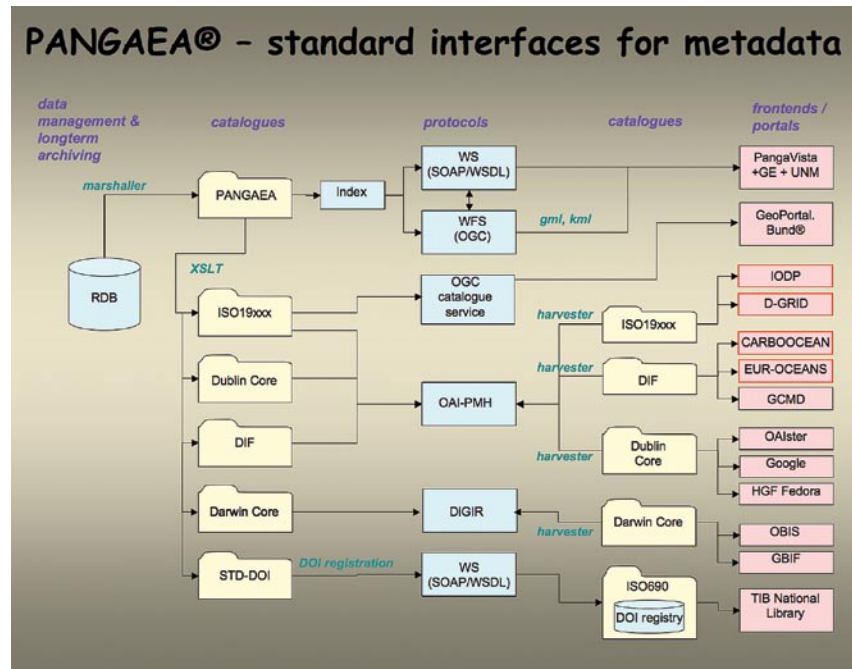 PANGAEA® – standard interfaces for metadata
data
management &
longterm
archiving
catalogues
protocols
catalogues
frontends /
portals
marshaller
RDB
PANGAEA
Index
WS
(SOAP/WSDL)
WFS
(OGC)
gml, kml
PangaVista
+GE + UNM
GeoPortal.
Bund®
XSLT
ISO19xxx
OGC
catalogue
service
harvester
ISO19xxx
IODP
D-GRID
Dublin Core
OAI-PMH
harvester
DIF
CARBOOCEAN
EUR-OCEANS
GCMD
DIF
harvester
Dublin
Core
OAIster
Google
HGF Fedora
Darwin Core
DIGIR
harvester
Darwin Core
OBIS
GBIF
STD-DOI
DOI registration
WS
(SOAP/WSDL)
ISO690
DOI registry
TIB National
Library